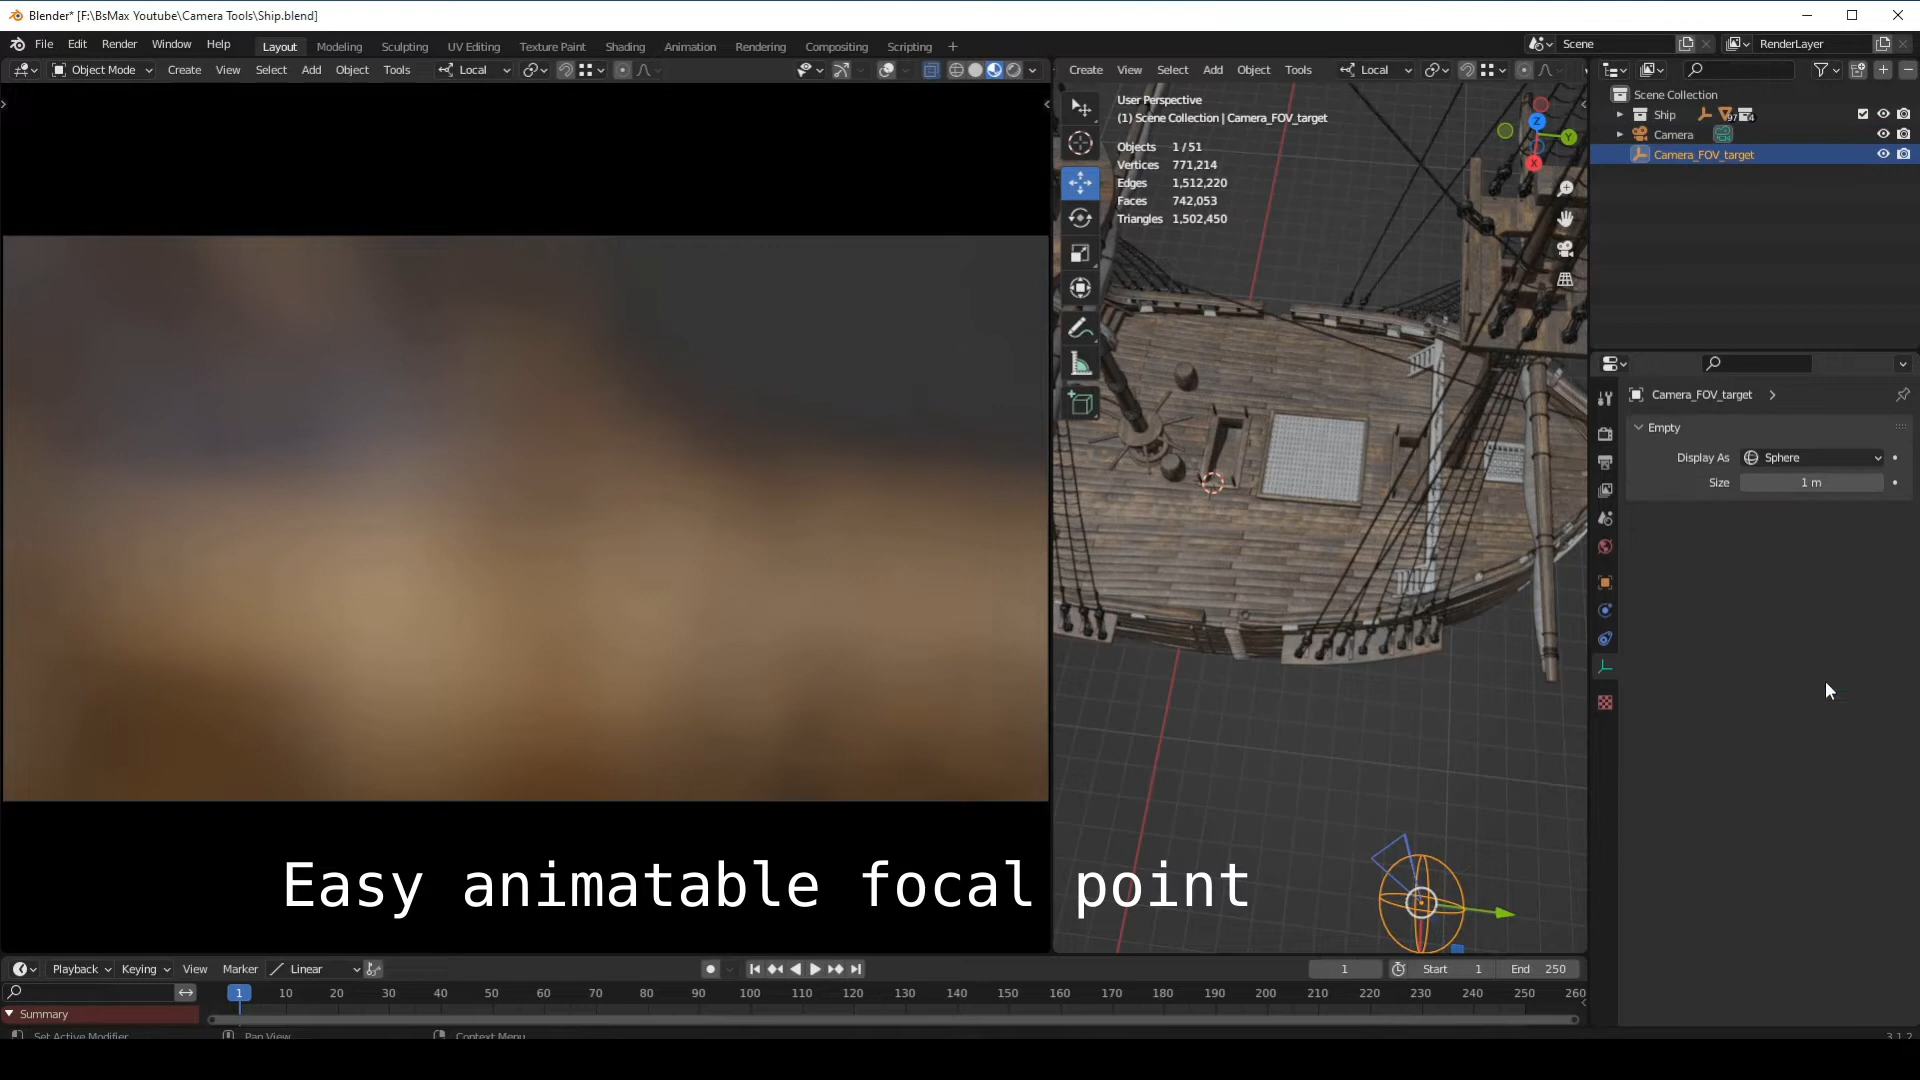 Blender* [F:\BsMax Youtube\Camera Tools\Ship.blend]
File Edit Render Window Help Layout Modeling Sculpting UV Editing Texture Paint Shading Animation Rendering Compositing Scripting + Scene RenderLayer
Object Mode Create View Select Add Object Tools Local Create View Select Add Object Tools Local
User Perspective
(1) Scene Collection | Camera_FOV_target
Objects 1 / 51
Vertices 771,214
Edges 1,512,220
Faces 742,053
Triangles 1,502,450
Z
Y
X
Scene Collection
Ship 97 4
Camera
Camera_FOV_target
Camera_FOV_target
Empty
Display As Sphere
Size 1 m
Easy animatable focal point
Playback Keying View Marker Linear 1 Start 1 End 250
1 10 20 30 40 50 60 70 80 90 100 110 120 130 140 150 160 170 180 190 200 210 220 230 240 250 260
Summary
Set Active Modifier Pan View Context Menu 3.1.2